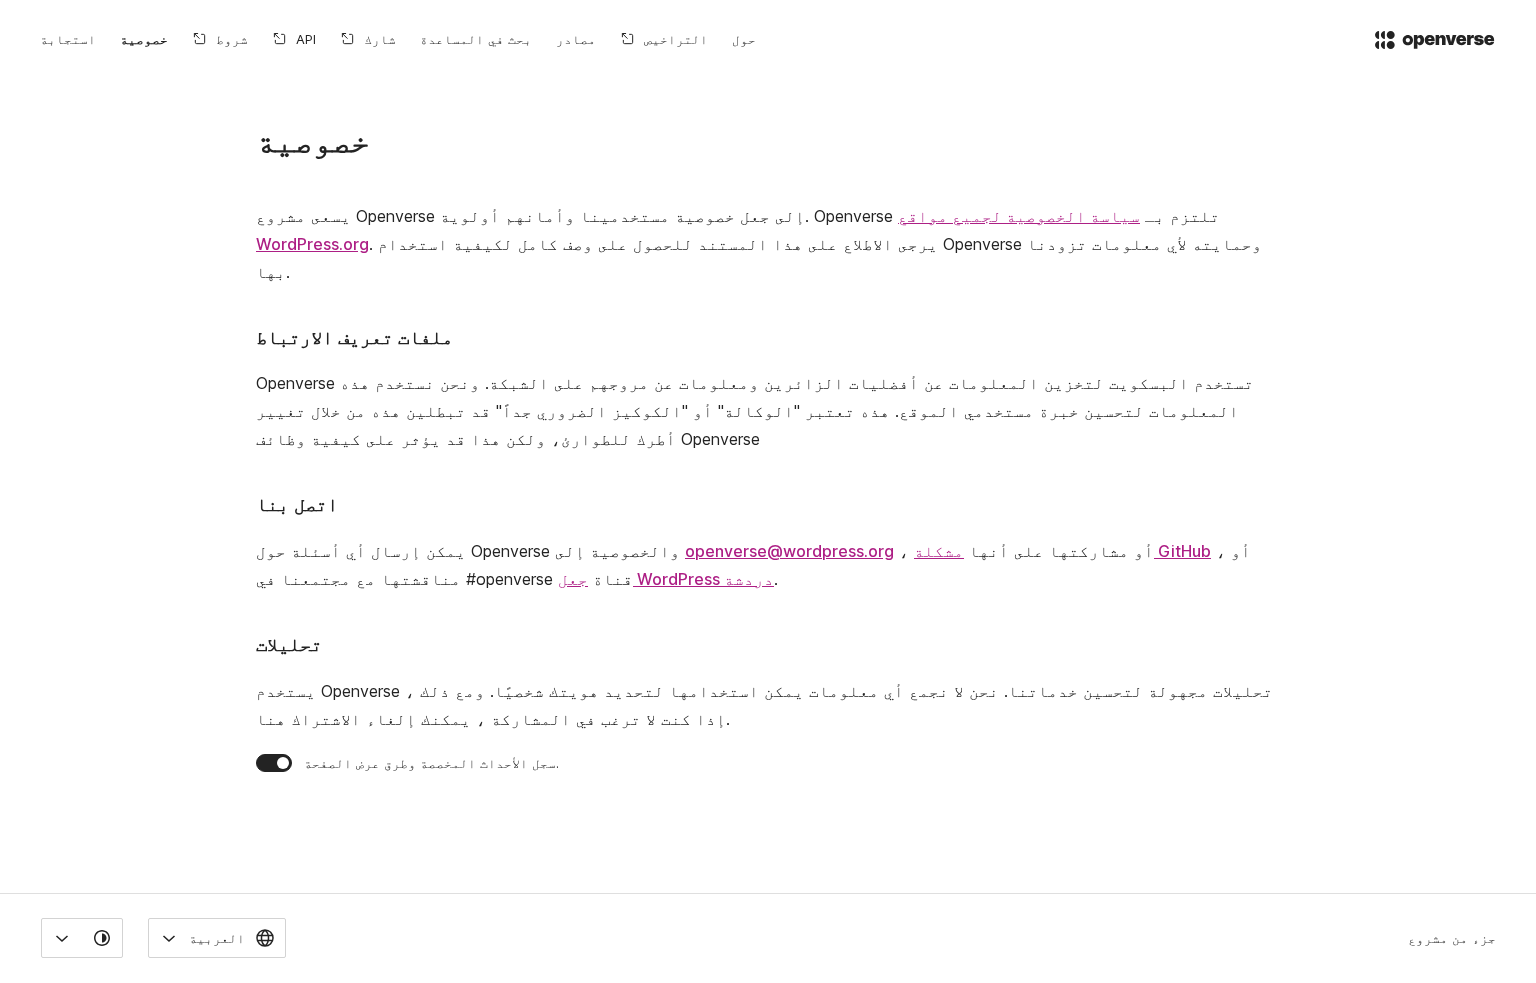 openverse
حول
التراخيص
مصادر
بحث في المساعدة
شارك
API
شروط
خصوصية
استجابة
خصوصية
يسعى مشروع Openverse إلى جعل خصوصية مستخدمينا وأمانهم أولوية. Openverse تلتزم بـ سياسة الخصوصية لجميع مواقع
WordPress.org. يرجى الاطلاع على هذا المستند للحصول على وصف كامل لكيفية استخدام Openverse وحمايته لأي معلومات تزودنا
بها.
ملفات تعريف الارتباط
Openverse تستخدم البسكويت لتخزين المعلومات عن أفضليات الزائرين ومعلومات عن مروجهم على الشبكة. ونحن نستخدم هذه
المعلومات لتحسين خبرة مستخدمي الموقع. هذه تعتبر "الوكالة" أو "الكوكيز الضروري جداً" قد تبطلين هذه من خلال تغيير
أطرك للطوارئ، ولكن هذا قد يؤثر على كيفية وظائف Openverse
اتصل بنا
يمكن إرسال أي أسئلة حول Openverse والخصوصية إلى openverse@wordpress.org ، أو مشاركتها على أنها مشكلة GitHub ، أو
مناقشتها مع مجتمعنا في #openverse قناة جعل WordPress دردشة.
تحليلات
يستخدم Openverse تحليلات مجهولة لتحسين خدماتنا. نحن لا نجمع أي معلومات يمكن استخدامها لتحديد هويتك شخصيًا. ومع ذلك ،
إذا كنت لا ترغب في المشاركة ، يمكنك إلغاء الاشتراك هنا.
سجل الأحداث المخصصة وطرق عرض الصفحة.
جزء من مشروع
العربية